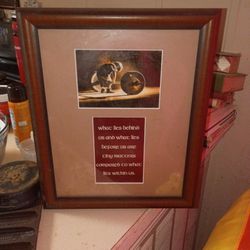 what lies behind
us and what lies
before us are
tiny matters
compared to what
lies within us.